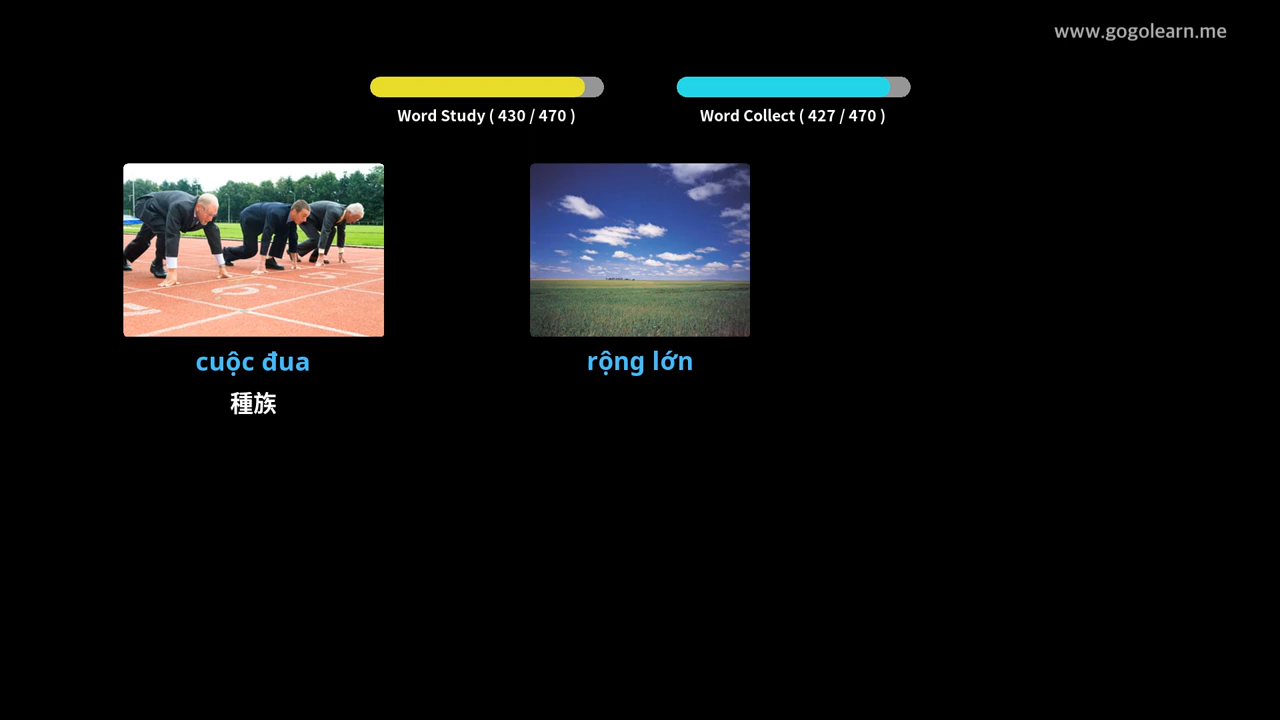 www.gogolearn.me
Word Study ( 430 / 470 )
Word Collect ( 427 / 470 )
cuộc đua
種族
rộng lớn